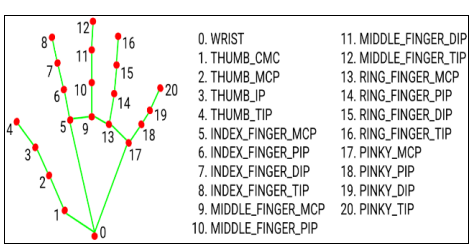 12
8
16
11
7
15
20
6
10
14
19
4
5
9
13
18
3
17
2
1
0
0. WRIST
1. THUMB_CMC
2. THUMB_MCP
3. THUMB_IP
4. THUMB_TIP
5. INDEX_FINGER_MCP
6. INDEX_FINGER_PIP
7. INDEX_FINGER_DIP
8. INDEX_FINGER_TIP
9. MIDDLE_FINGER_MCP
10. MIDDLE_FINGER_PIP
11. MIDDLE_FINGER_DIP
12. MIDDLE_FINGER_TIP
13. RING_FINGER_MCP
14. RING_FINGER_PIP
15. RING_FINGER_DIP
16. RING_FINGER_TIP
17. PINKY_MCP
18. PINKY_PIP
19. PINKY_DIP
20. PINKY_TIP